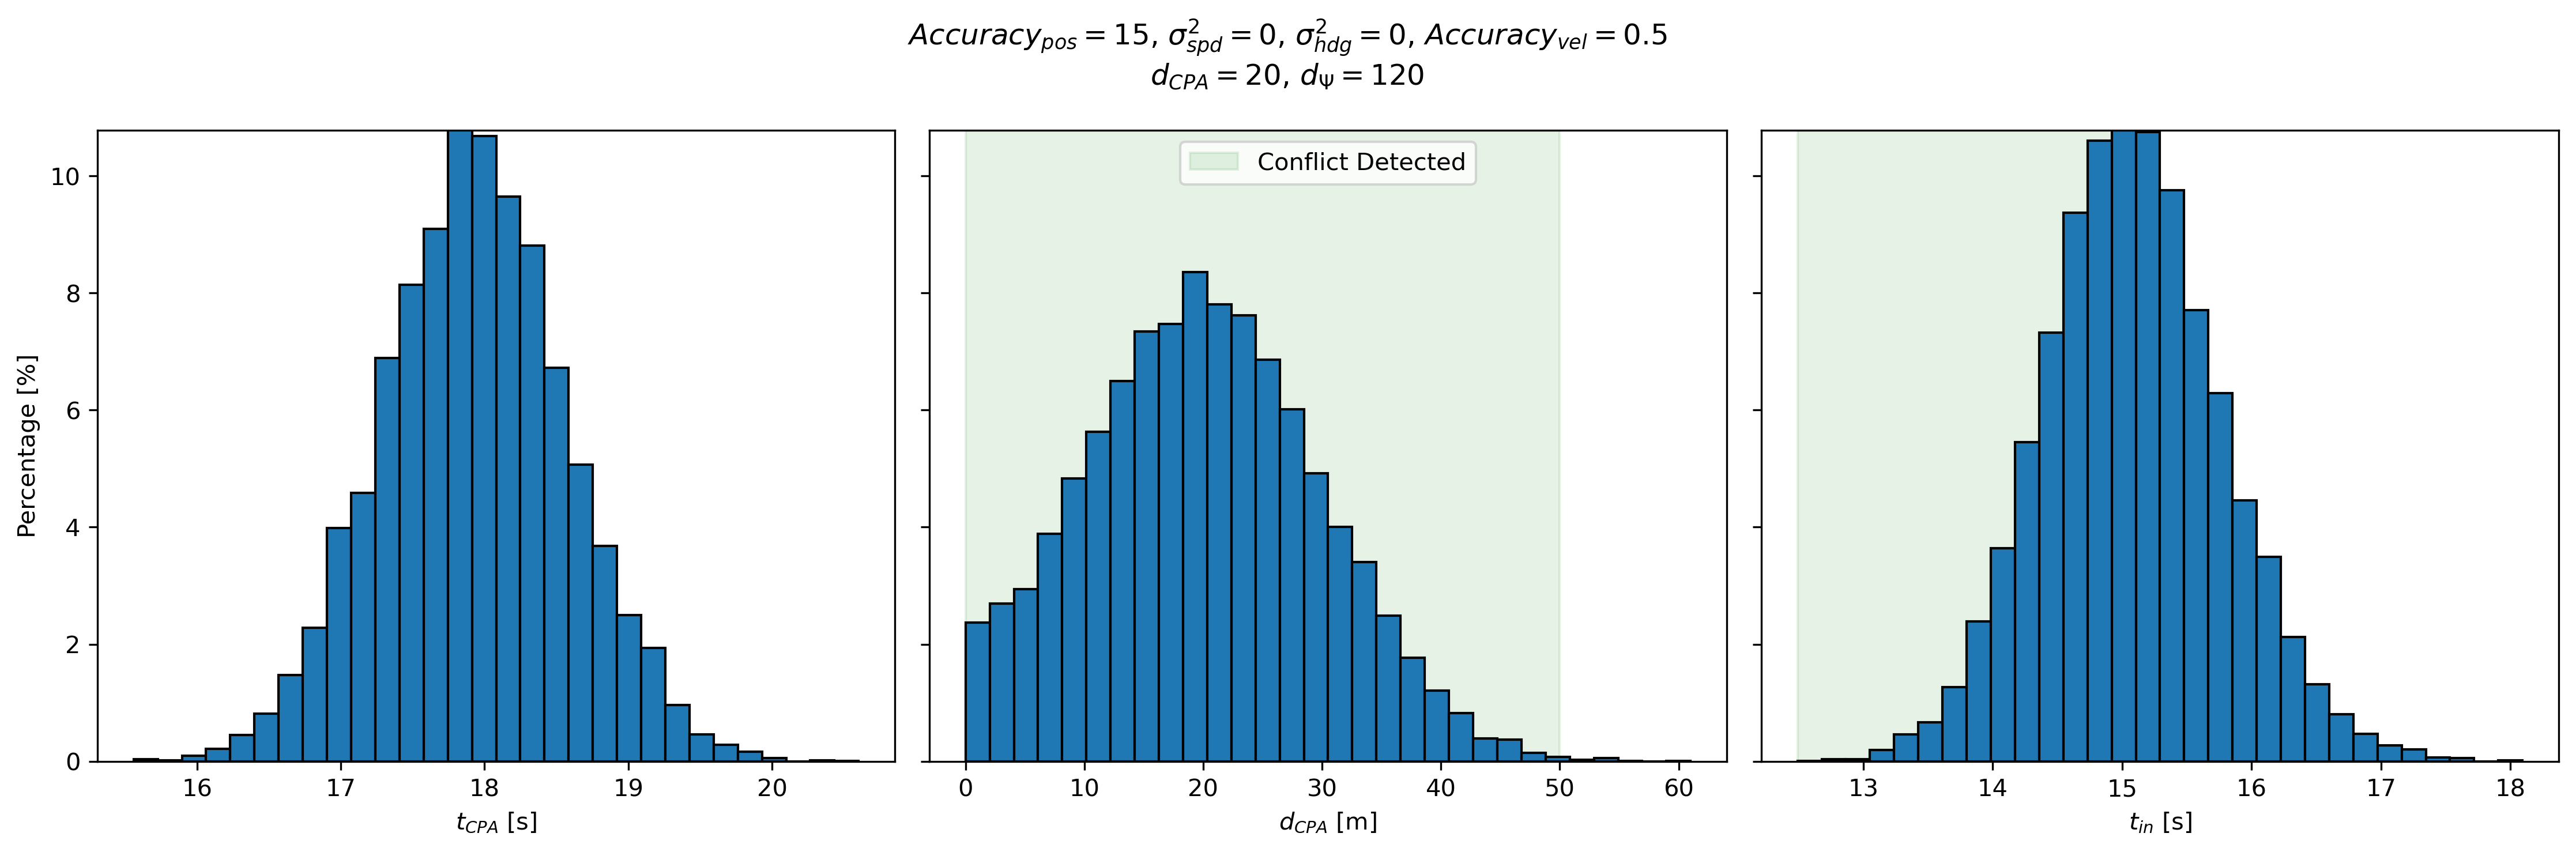 Accuracy_pos = 15, σ²_spd = 0, σ²_hdg = 0, Accuracy_vel = 0.5
d_CPA = 20, d_Ψ = 120
Conflict Detected
Percentage [%]
10
8
6
4
2
0
16 17 18 19 20
0 10 20 30 40 50 60
13 14 15 16 17 18
t_CPA [s]
d_CPA [m]
t_in [s]